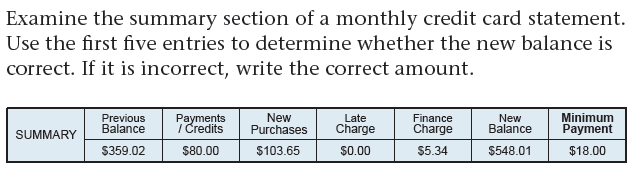 Examine the summary section of a monthly credit card statement.
Use the first five entries to determine whether the new balance is
correct. If it is incorrect, write the correct amount.
SUMMARY
Previous Balance
Payments / Credits
New Purchases
Late Charge
Finance Charge
New Balance
Minimum Payment
$359.02 $80.00 $103.65 $0.00 $5.34 $548.01 $18.00